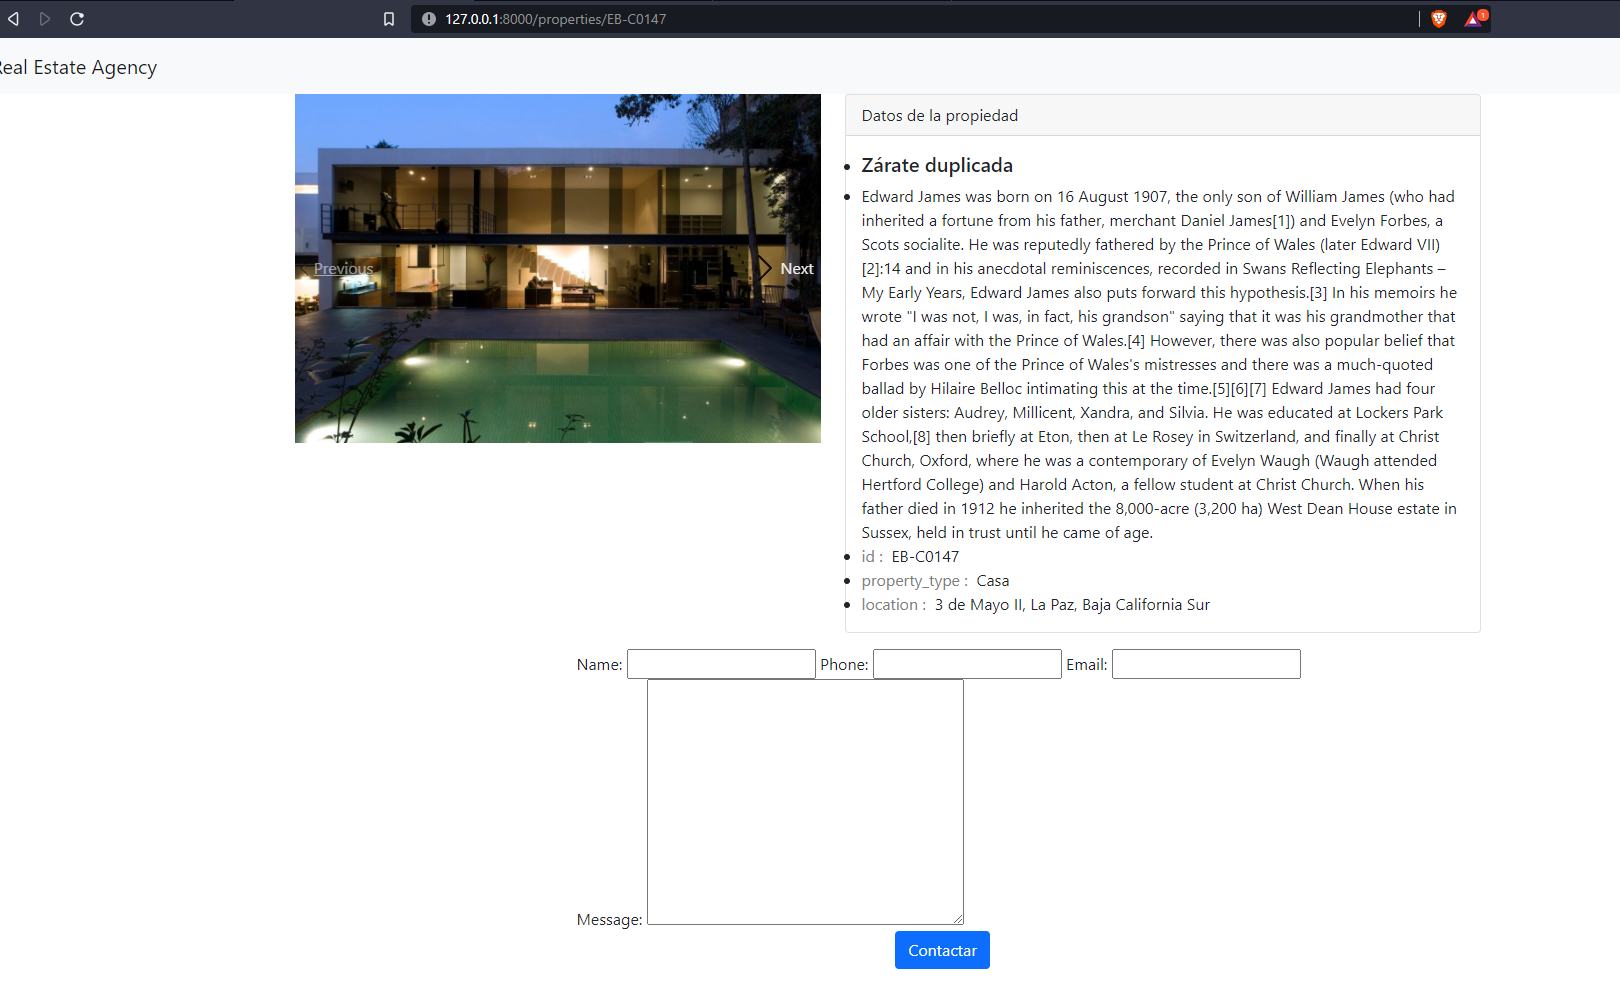 127.0.0.1:8000/properties/EB-C0147
1
Real Estate Agency
Previous
Next
Datos de la propiedad
Zárate duplicada
Edward James was born on 16 August 1907, the only son of William James (who had
inherited a fortune from his father, merchant Daniel James[1]) and Evelyn Forbes, a
Scots socialite. He was reputedly fathered by the Prince of Wales (later Edward VII)
[2]:14 and in his anecdotal reminiscences, recorded in Swans Reflecting Elephants –
My Early Years, Edward James also puts forward this hypothesis.[3] In his memoirs he
wrote "I was not, I was, in fact, his grandson" saying that it was his grandmother that
had an affair with the Prince of Wales.[4] However, there was also popular belief that
Forbes was one of the Prince of Wales's mistresses and there was a much-quoted
ballad by Hilaire Belloc intimating this at the time.[5][6][7] Edward James had four
older sisters: Audrey, Millicent, Xandra, and Silvia. He was educated at Lockers Park
School,[8] then briefly at Eton, then at Le Rosey in Switzerland, and finally at Christ
Church, Oxford, where he was a contemporary of Evelyn Waugh (Waugh attended
Hertford College) and Harold Acton, a fellow student at Christ Church. When his
father died in 1912 he inherited the 8,000-acre (3,200 ha) West Dean House estate in
Sussex, held in trust until he came of age.
id : EB-C0147
property_type : Casa
location : 3 de Mayo II, La Paz, Baja California Sur
Name: Phone: Email:
Message:
Contactar